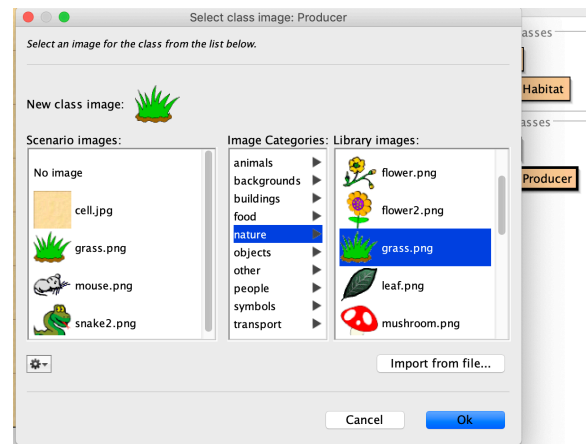 Select class image: Producer
Select an image for the class from the list below.
New class image:
Scenario images:
No image
cell.jpg
grass.png
mouse.png
snake2.png
Image Categories:
animals
backgrounds
buildings
food
nature
objects
other
people
symbols
transport
Library images:
flower.png
flower2.png
grass.png
leaf.png
mushroom.png
Import from file...
Cancel
Ok
asses
Habitat
asses
Producer